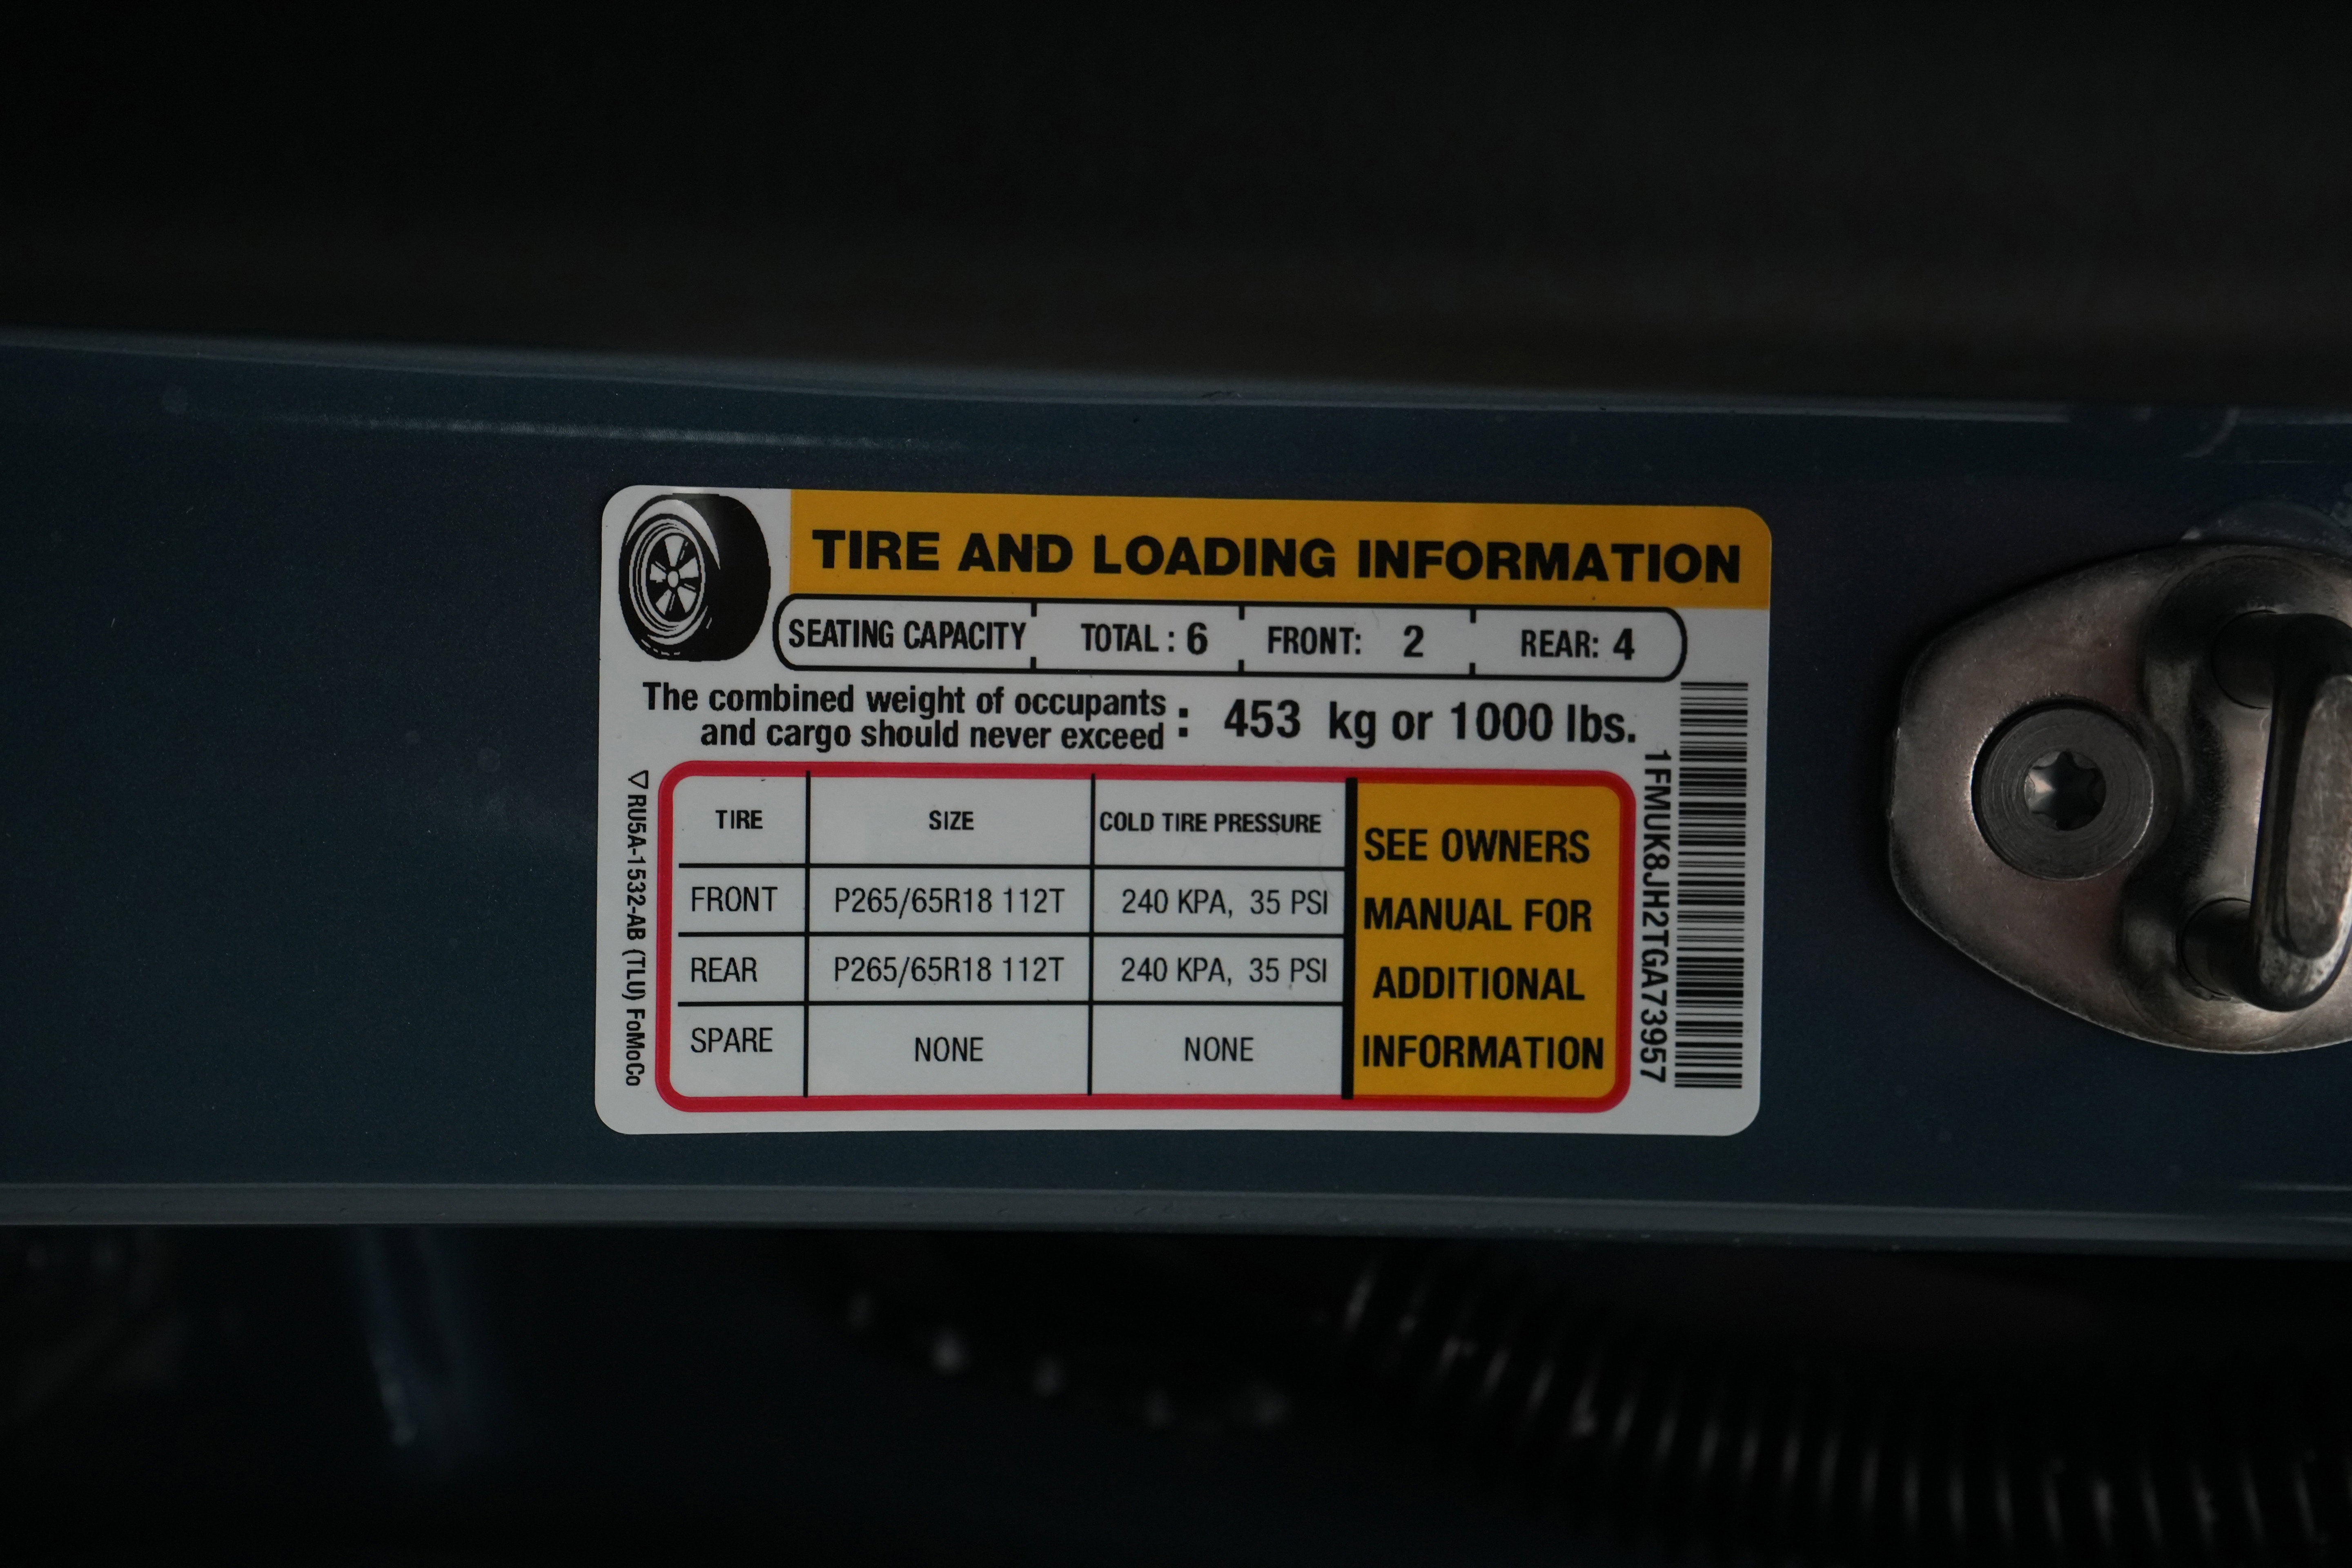 TIRE AND LOADING INFORMATION
SEATING CAPACITY TOTAL : 6 FRONT: 2 REAR: 4
The combined weight of occupants
and cargo should never exceed : 453 kg or 1000 lbs.
TIRE SIZE COLD TIRE PRESSURE
FRONT P265/65R18 112T 240 KPA, 35 PSI
REAR P265/65R18 112T 240 KPA, 35 PSI
SPARE NONE NONE
SEE OWNERS
MANUAL FOR
ADDITIONAL
INFORMATION
RU5A-1532-AB (TLU) FoMoCo
1FMUK8JH2TGA73957